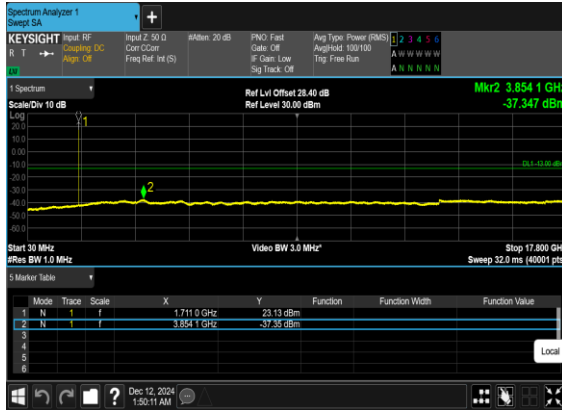 Spectrum Analyzer 1
Swept SA
+
KEYSIGHT Input: RF Input Z: 50 Ω #Atten: 20 dB PNO: Fast Avg Type: Power (RMS) 1 2 3 4 5 6
R T Coupling: DC Corr CCorr Gate: Off Avg|Hold: 100/100 A W W W W W
Align: Off Freq Ref: Int (S) IF Gain: Low Trig: Free Run
Sig Track: Off A N N N N N
1 Spectrum Ref Lvl Offset 28.40 dB Mkr2 3.854 1 GHz
Scale/Div 10 dB Ref Level 30.00 dBm -37.347 dBm
Log
20.0
10.0
0.00
-10.0
-20.0
-30.0
-40.0
-50.0
-60.0
1
2
DL1 -13.00 dBm
Start 30 MHz Video BW 3.0 MHz* Stop 17.800 GHz
#Res BW 1.0 MHz Sweep 32.0 ms (40001 pts)
5 Marker Table
Mode Trace Scale X Y Function Function Width Function Value
1 N 1 f 1.711 0 GHz 23.13 dBm
2 N 1 f 3.854 1 GHz -37.35 dBm
3
4
5
6
Local
? Dec 12, 2024
1:50:11 AM